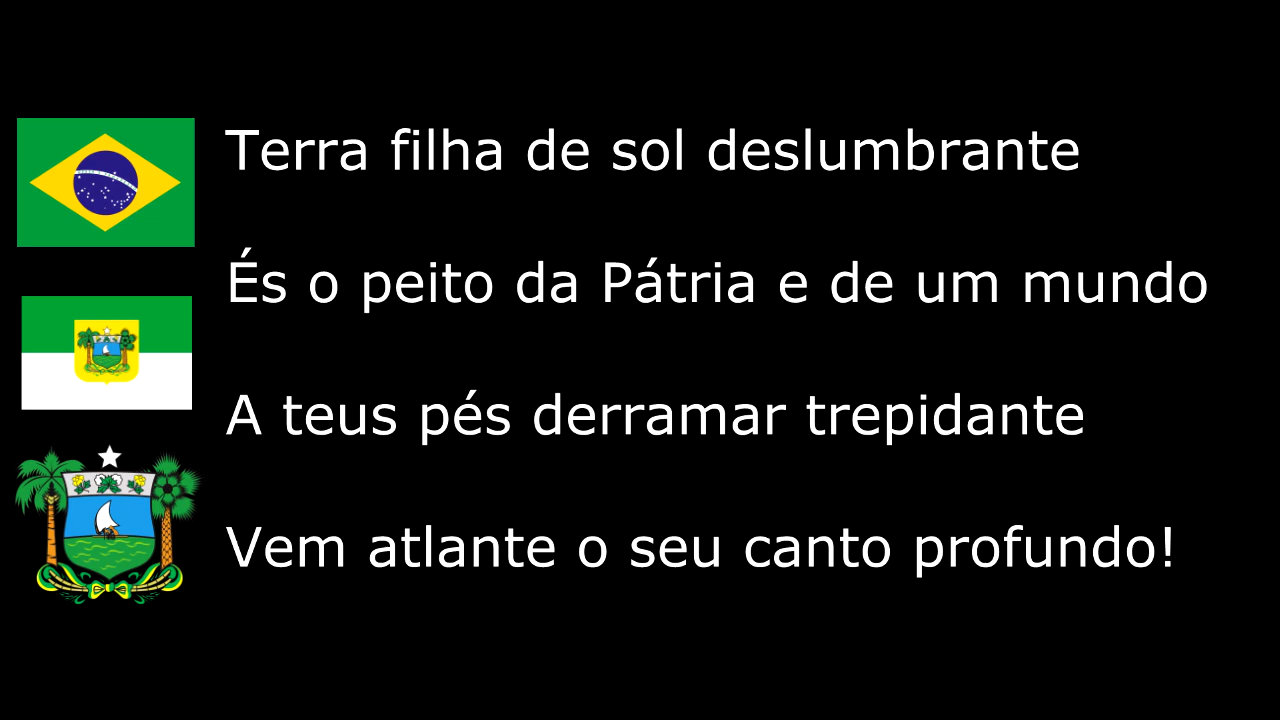 Terra filha de sol deslumbrante
És o peito da Pátria e de um mundo
A teus pés derramar trepidante
Vem atlante o seu canto profundo!